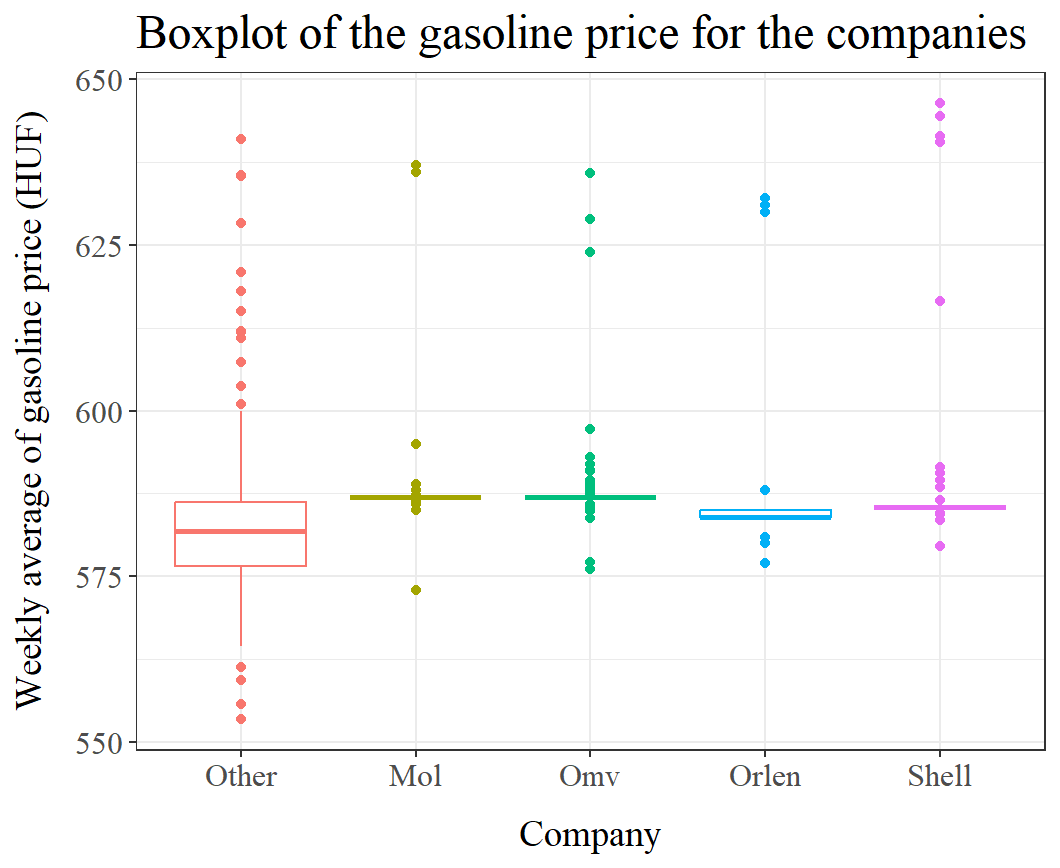 Boxplot of the gasoline price for the companies
Weekly average of gasoline price (HUF)
650
625
600
575
550
Other Mol Omv Orlen Shell
Company